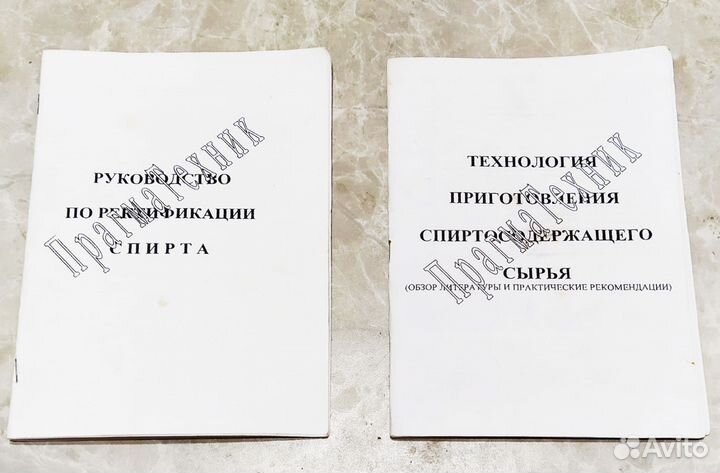 РУКОВОДСТВО
ПО РЕКТИФИКАЦИИ
СПИРТА
ПрагмаТехник
ТЕХНОЛОГИЯ
ПРИГОТОВЛЕНИЯ
СПИРТОСОДЕРЖАЩЕГО
СЫРЬЯ
(ОБЗОР ЛИТЕРАТУРЫ И ПРАКТИЧЕСКИЕ РЕКОМЕНДАЦИИ)
ПрагмаТехник
Avito